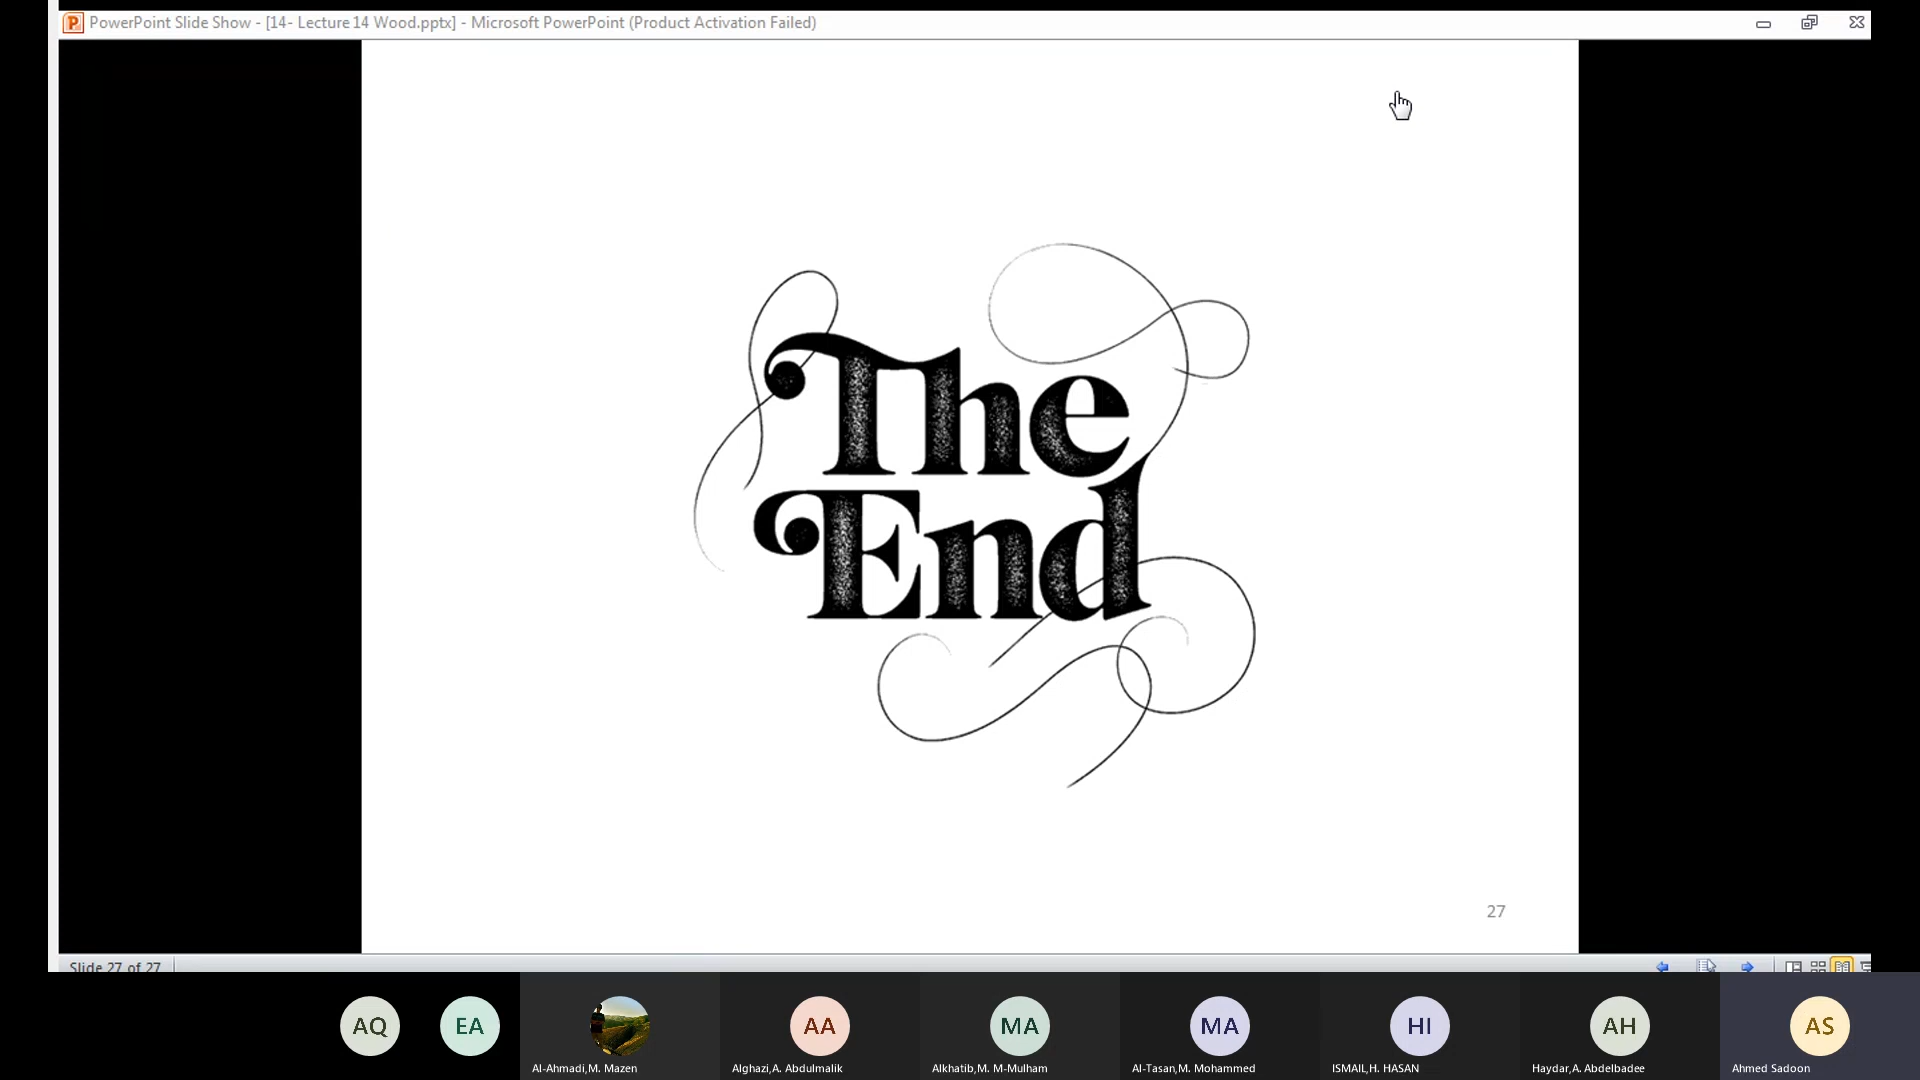 PowerPoint Slide Show - [14- Lecture 14 Wood.pptx] - Microsoft PowerPoint (Product Activation Failed)
The
End
27
Slide 27 of 27
AQ
EA
AA
MA
MA
HI
AH
AS
Al-Ahmadi,M. Mazen
Alghazi,A. Abdulmalik
Alkhatib,M. M-Mulham
Al-Tasan,M. Mohammed
ISMAIL,H. HASAN
Haydar,A. Abdelbadee
Ahmed Sadoon